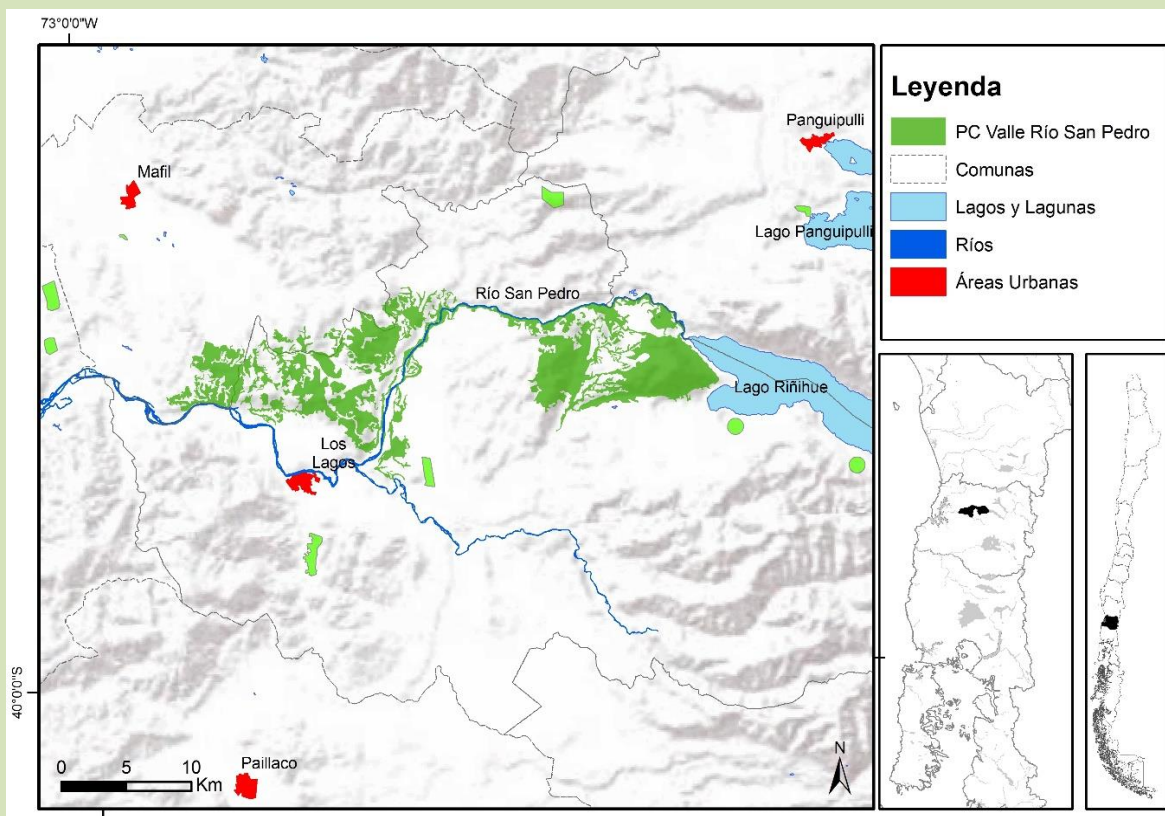 73°0'0"W
Panguipulli
Mafil
Lago Panguipulli
Río San Pedro
Lago Riñihue
Los
Lagos
40°0'0"S
Paillaco
0 5 10
Km
N
Leyenda
PC Valle Río San Pedro
Comunas
Lagos y Lagunas
Ríos
Áreas Urbanas